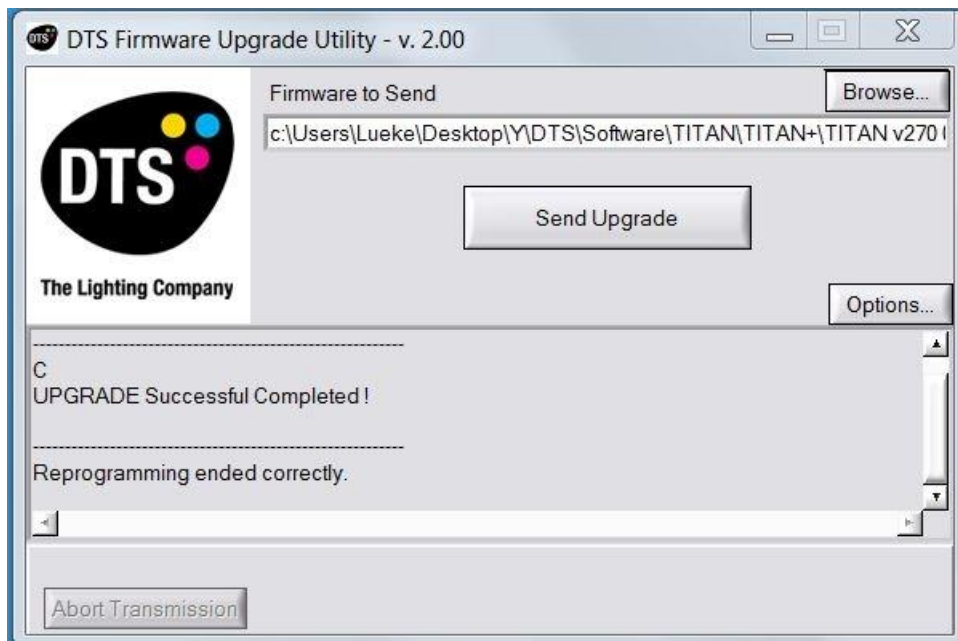 DTS Firmware Upgrade Utility - v. 2.00
Firmware to Send
Browse...
c:\Users\Lueke\Desktop\Y\DTS\Software\TITAN\TITAN+\TITAN v270
DTS
The Lighting Company
Send Upgrade
Options...
----------------------------------------------------
C
UPGRADE Successful Completed !
----------------------------------------------------
Reprogramming ended correctly.
Abort Transmission